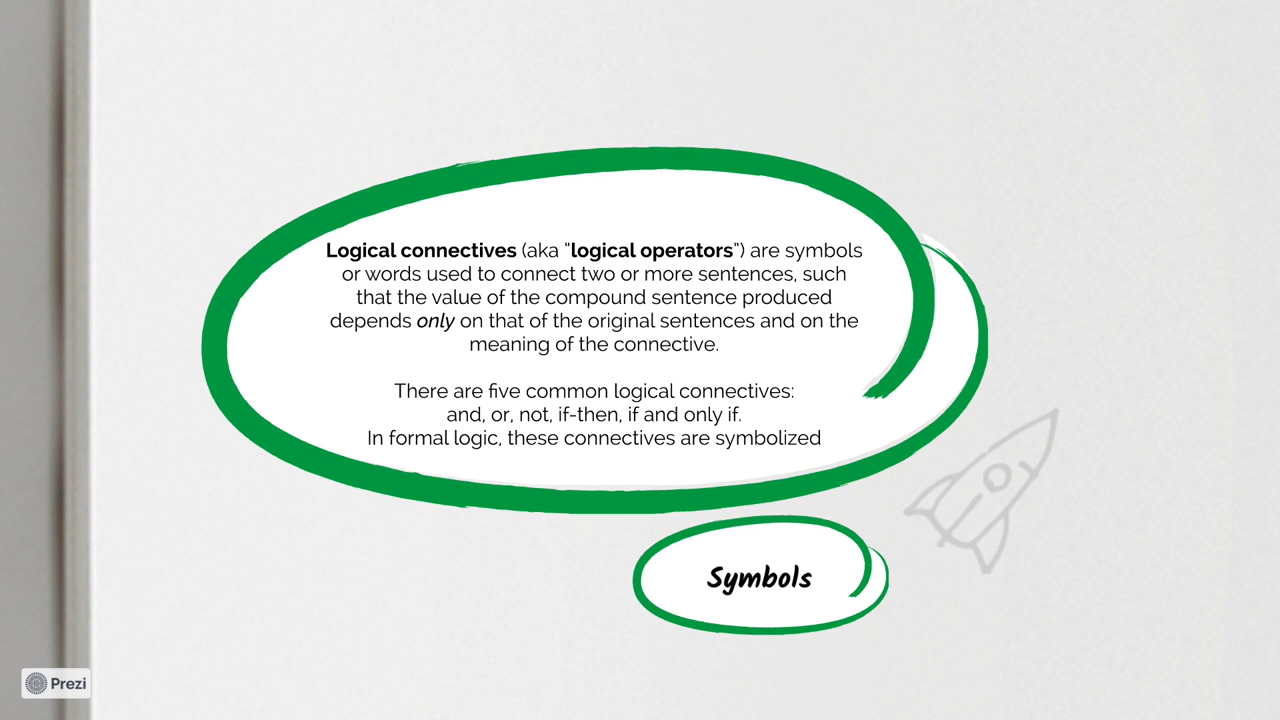 Logical connectives (aka “logical operators”) are symbols
or words used to connect two or more sentences, such
that the value of the compound sentence produced
depends only on that of the original sentences and on the
meaning of the connective.
There are five common logical connectives:
and, or, not, if-then, if and only if.
In formal logic, these connectives are symbolized
Symbols
Prezi